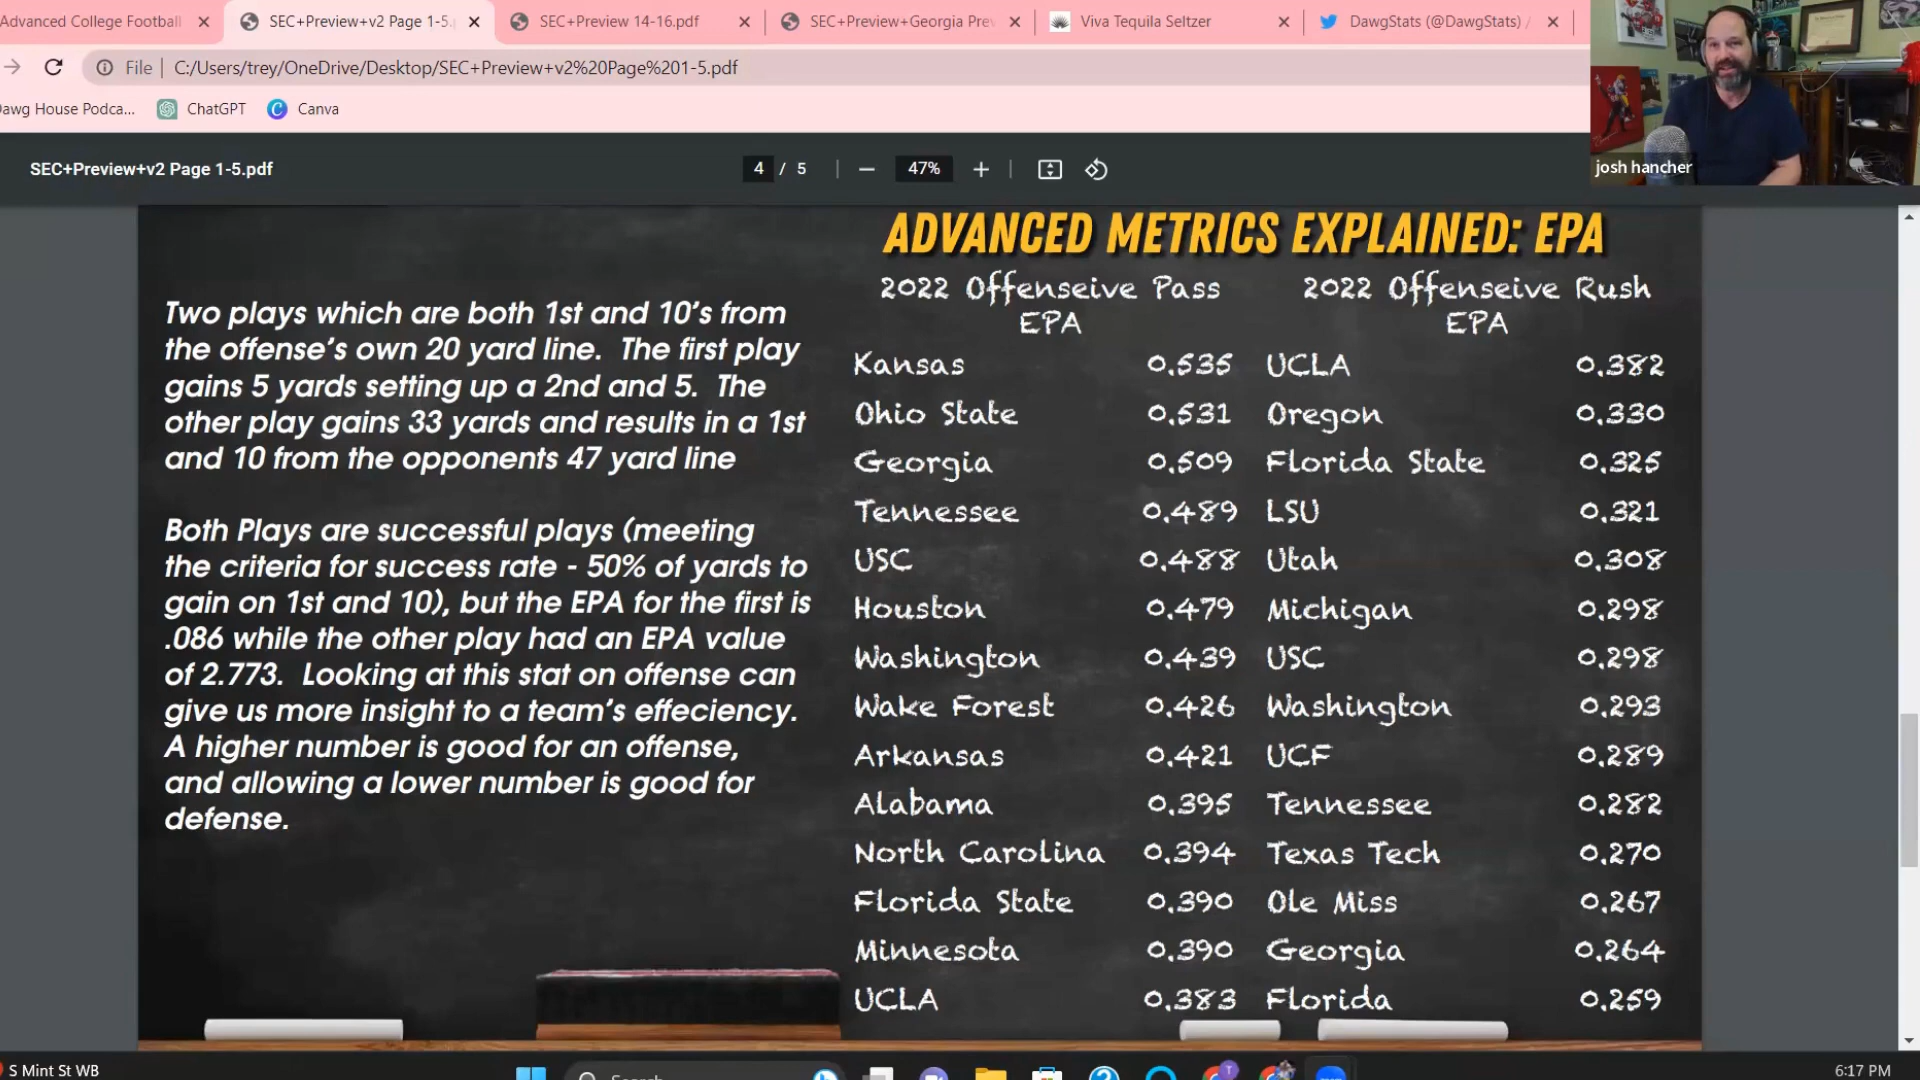 Advanced College Football
SEC+Preview+v2 Page 1-5.
SEC+Preview 14-16.pdf
SEC+Preview+Georgia Prev
Viva Tequila Seltzer
DawgStats (@DawgStats) /
File
C:/Users/trey/OneDrive/Desktop/SEC+Preview+v2%20Page%201-5.pdf
Dawg House Podca...
ChatGPT
Canva
josh hancher
SEC+Preview+v2 Page 1-5.pdf
4 / 5
47%
ADVANCED METRICS EXPLAINED: EPA
Two plays which are both 1st and 10's from
the offense's own 20 yard line. The first play
gains 5 yards setting up a 2nd and 5. The
other play gains 33 yards and results in a 1st
and 10 from the opponents 47 yard line
Both Plays are successful plays (meeting
the criteria for success rate - 50% of yards to
gain on 1st and 10), but the EPA for the first is
.086 while the other play had an EPA value
of 2.773. Looking at this stat on offense can
give us more insight to a team's effeciency.
A higher number is good for an offense,
and allowing a lower number is good for
defense.
2022 Offenseive Pass
EPA
2022 Offenseive Rush
EPA
Kansas 0.535 UCLA 0.382
Ohio State 0.531 Oregon 0.330
Georgia 0.509 Florida State 0.325
Tennessee 0.489 LSU 0.321
USC 0.488 Utah 0.308
Houston 0.479 Michigan 0.298
Washington 0.439 USC 0.298
Wake Forest 0.426 Washington 0.293
Arkansas 0.421 UCF 0.289
Alabama 0.395 Tennessee 0.282
North Carolina 0.394 Texas Tech 0.270
Florida State 0.390 Ole Miss 0.267
Minnesota 0.390 Georgia 0.264
UCLA 0.383 Florida 0.259
S Mint St WB
Search
6:17 PM